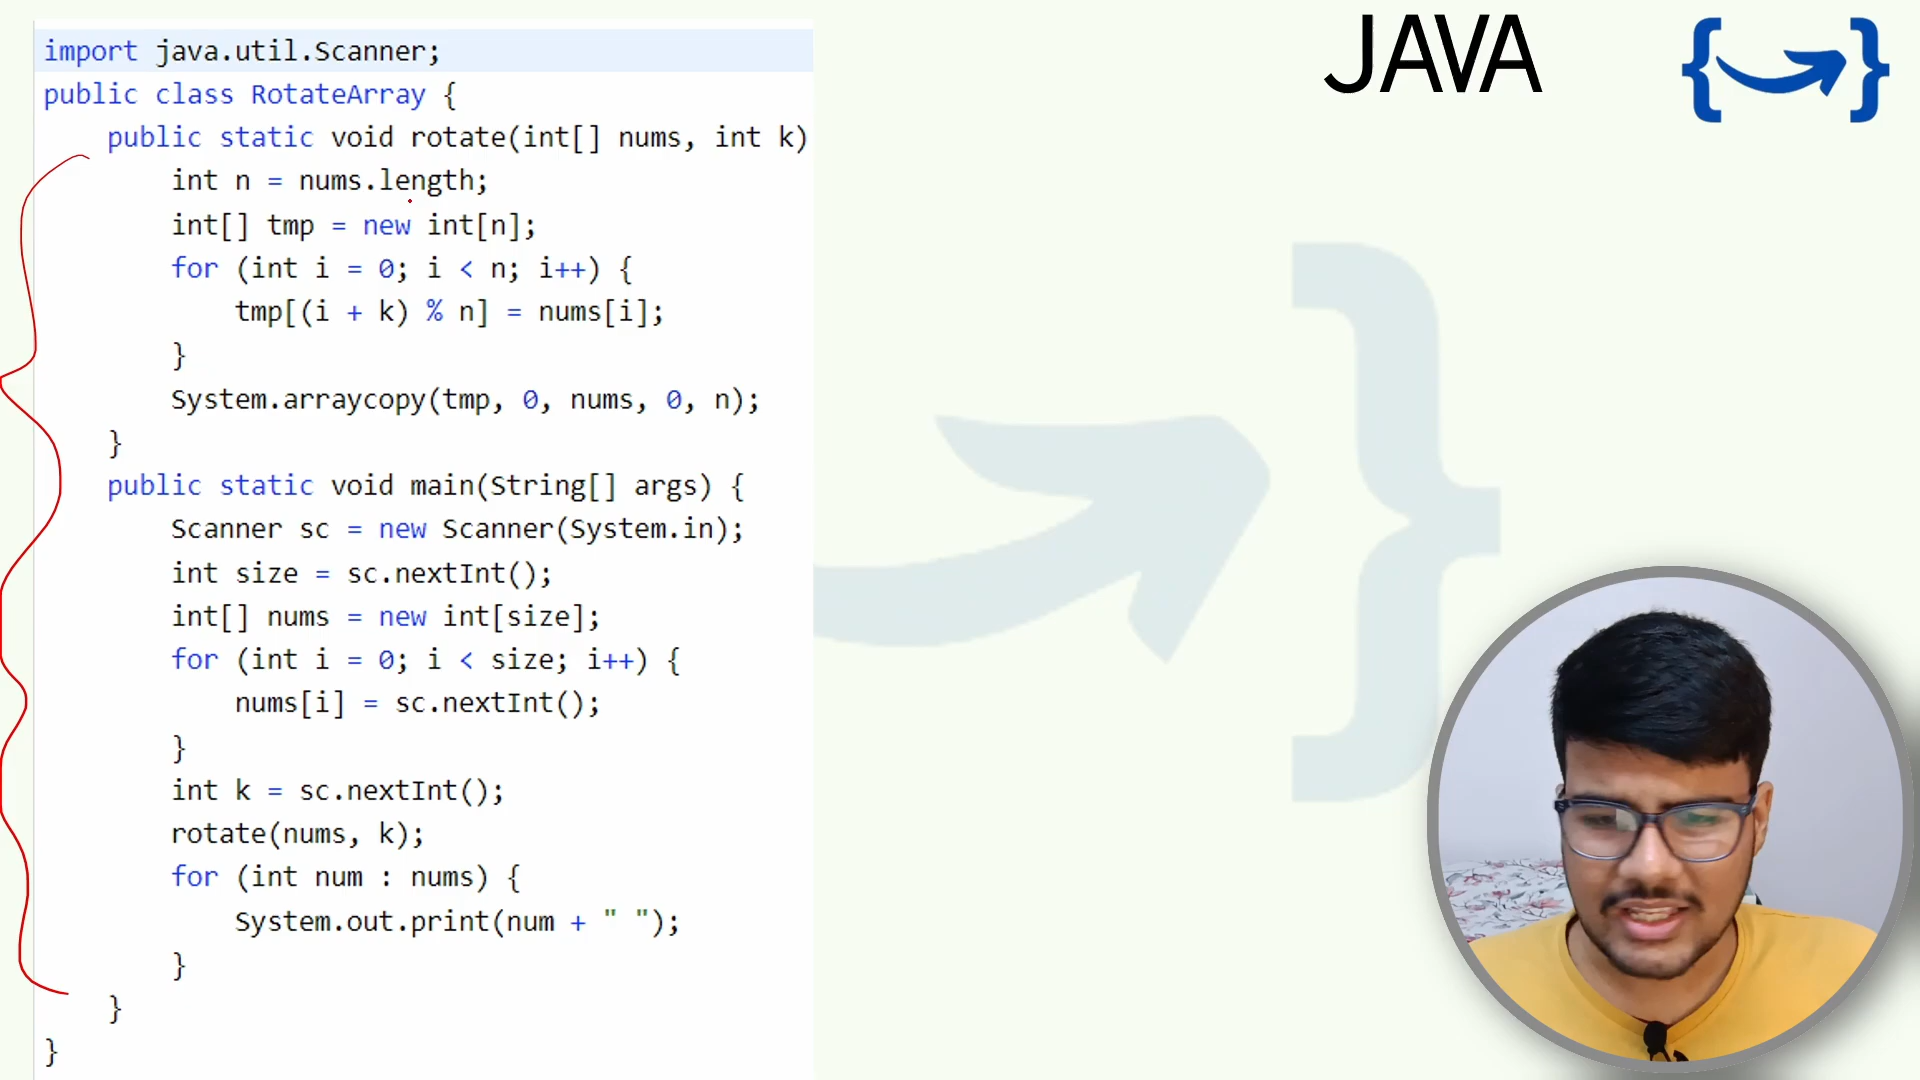 import java.util.Scanner;
public class RotateArray {
    public static void rotate(int[] nums, int k)
        int n = nums.length;
        int[] tmp = new int[n];
        for (int i = 0; i < n; i++) {
            tmp[(i + k) % n] = nums[i];
        }
        System.arraycopy(tmp, 0, nums, 0, n);
    }
    public static void main(String[] args) {
        Scanner sc = new Scanner(System.in);
        int size = sc.nextInt();
        int[] nums = new int[size];
        for (int i = 0; i < size; i++) {
            nums[i] = sc.nextInt();
        }
        int k = sc.nextInt();
        rotate(nums, k);
        for (int num : nums) {
            System.out.print(num + " ");
        }
    }
}
JAVA